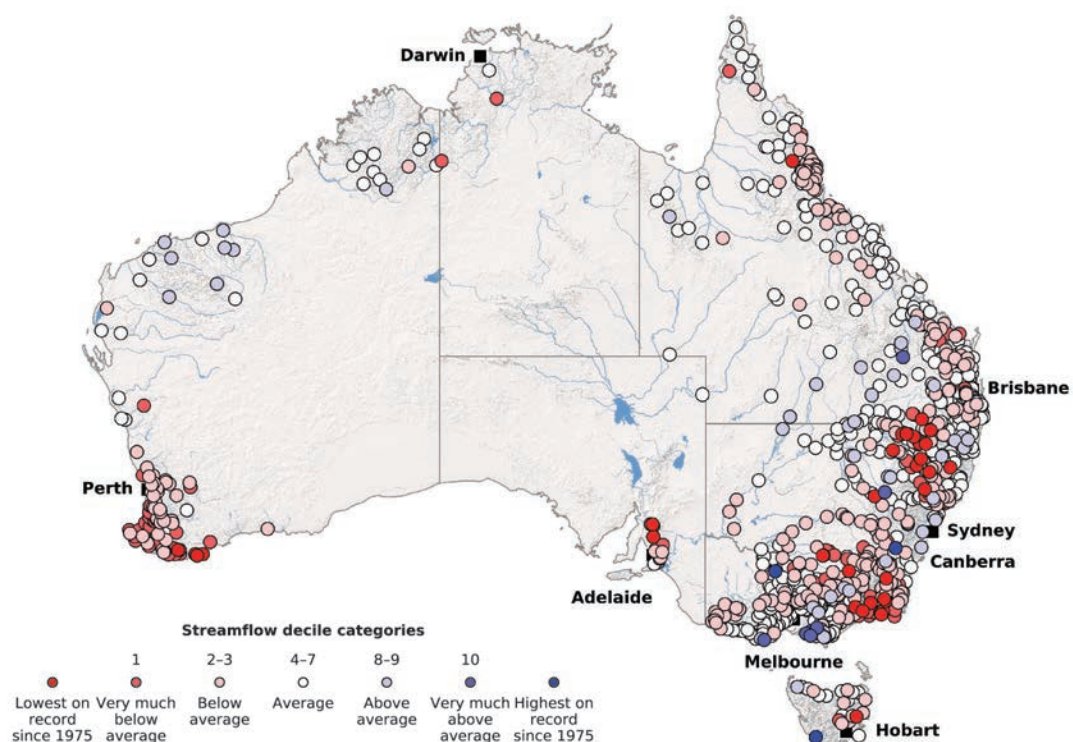 Darwin
Brisbane
Perth
Sydney
Canberra
Adelaide
Melbourne
Hobart
Streamflow decile categories
1 2–3 4–7 8–9 10
Lowest on Very much Below Average Above Very much Highest on
record below average average above record
since 1975 average average since 1975